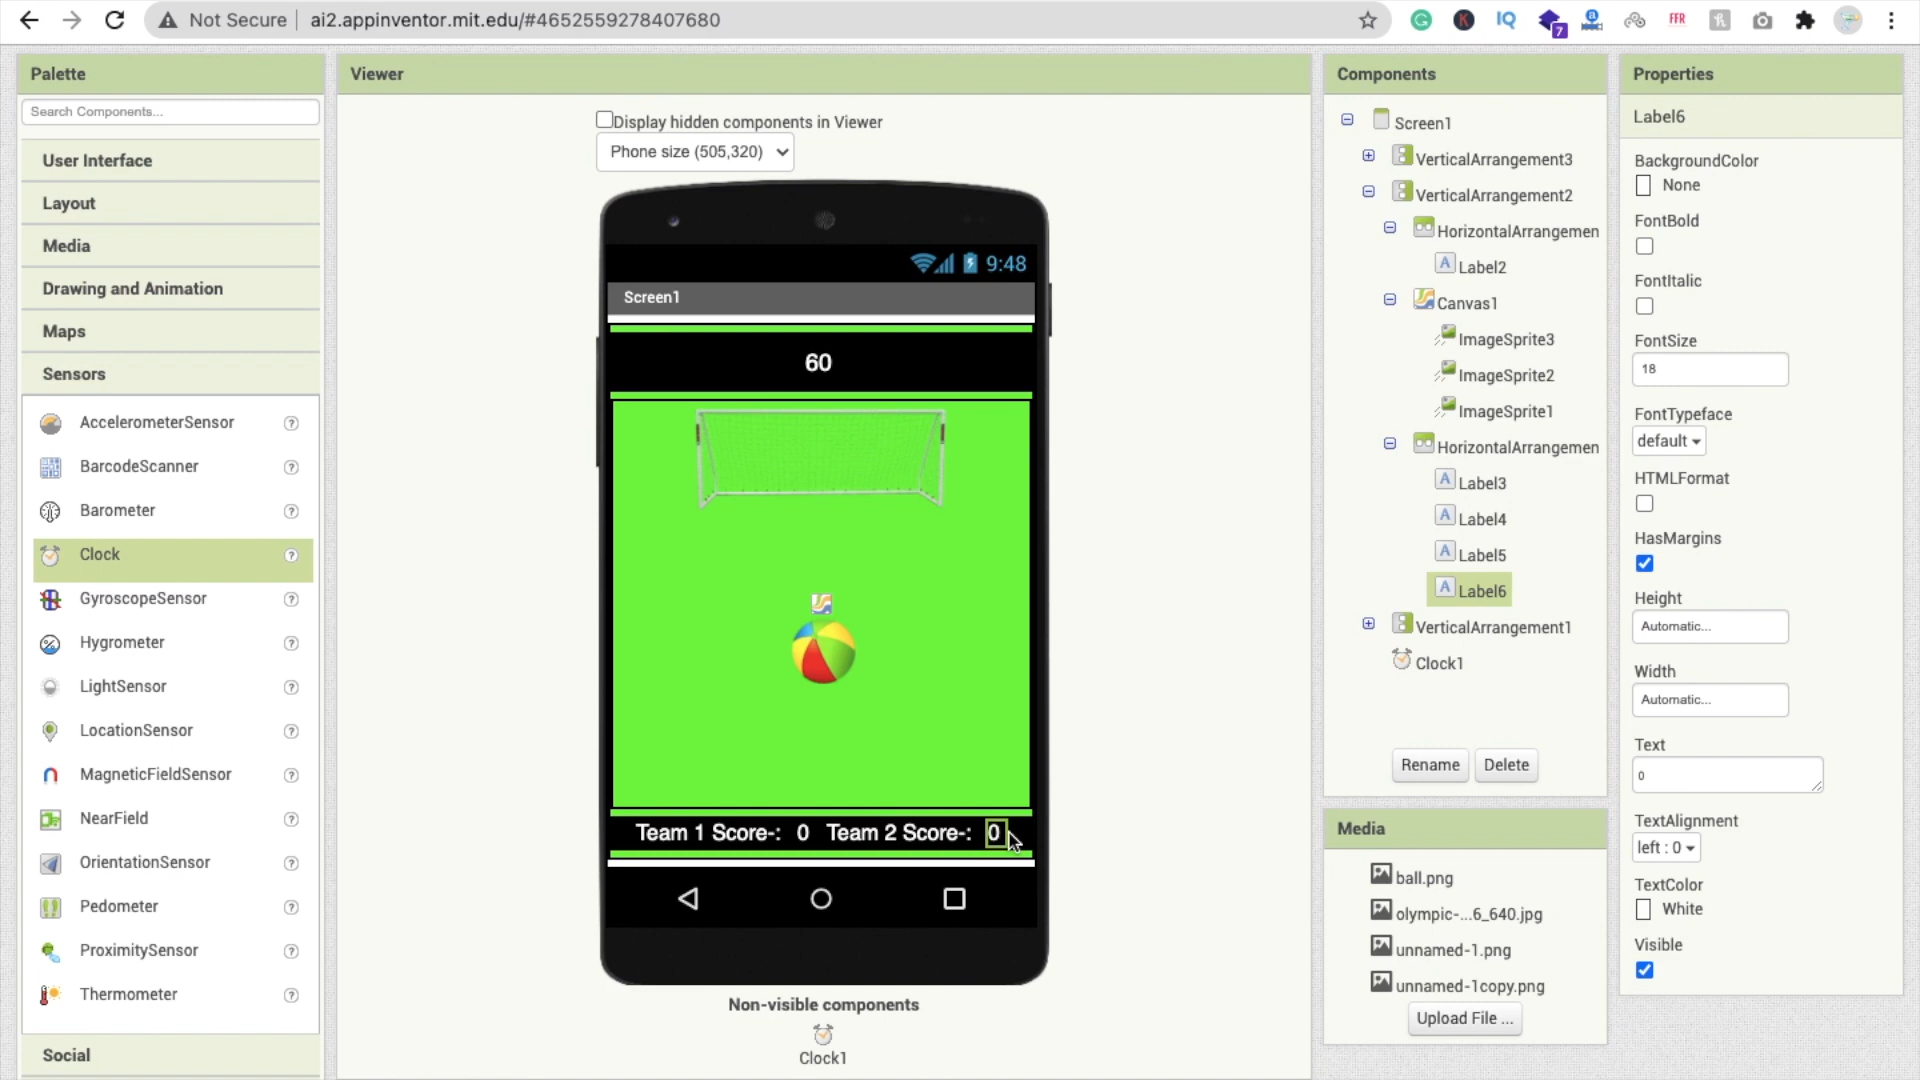 Not Secure
ai2.appinventor.mit.edu/#4652559278407680
IQ
7
a
FFR
Palette
Search Components...
User Interface
Layout
Media
Drawing and Animation
Maps
Sensors
AccelerometerSensor ?
BarcodeScanner ?
Barometer ?
Clock ?
GyroscopeSensor ?
Hygrometer ?
LightSensor ?
LocationSensor ?
MagneticFieldSensor ?
NearField ?
OrientationSensor ?
Pedometer ?
ProximitySensor ?
Thermometer ?
Social
Viewer
Display hidden components in Viewer
Phone size (505,320)
9:48
Screen1
60
Team 1 Score-: 0 Team 2 Score-: 0
Non-visible components
Clock1
Components
Screen1
VerticalArrangement3
VerticalArrangement2
HorizontalArrangemen
A Label2
Canvas1
ImageSprite3
ImageSprite2
ImageSprite1
HorizontalArrangemen
A Label3
A Label4
A Label5
A Label6
VerticalArrangement1
Clock1
Rename Delete
Media
ball.png
olympic-...6_640.jpg
unnamed-1.png
unnamed-1copy.png
Upload File ...
Properties
Label6
BackgroundColor
None
FontBold
FontItalic
FontSize
18
FontTypeface
default
HTMLFormat
HasMargins
Height
Automatic...
Width
Automatic...
Text
0
TextAlignment
left : 0
TextColor
White
Visible